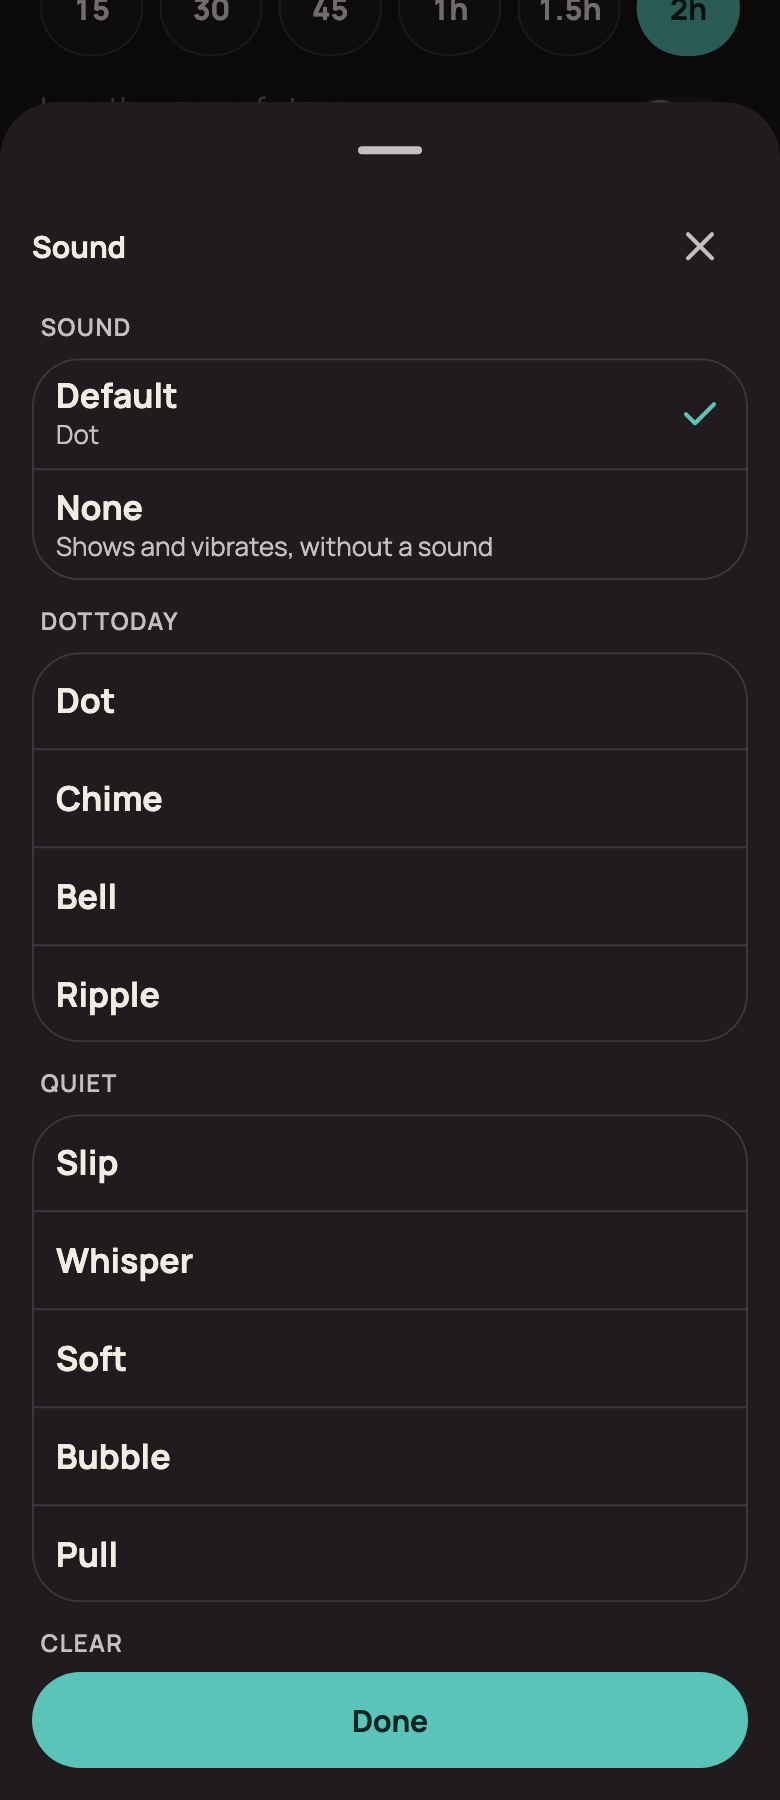 15 30 45 1h 1.5h 2h
Sound
SOUND
Default
Dot
None
Shows and vibrates, without a sound
DOTTODAY
Dot
Chime
Bell
Ripple
QUIET
Slip
Whisper
Soft
Bubble
Pull
CLEAR
Done